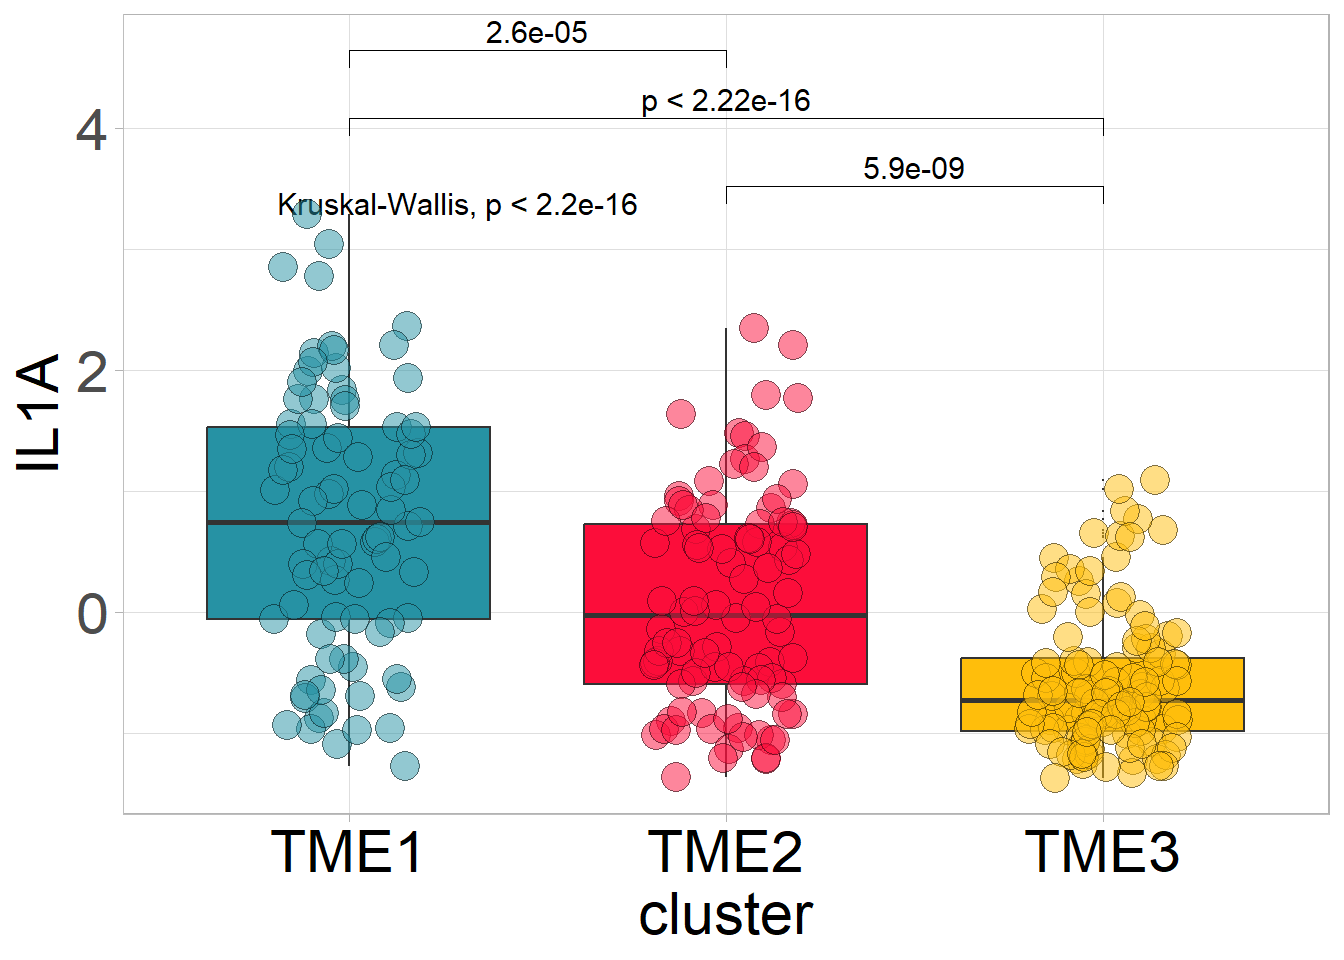 2.6e-05
p < 2.22e-16
5.9e-09
Kruskal-Wallis, p < 2.2e-16
4
2
0
IL1A
TME1
TME2
TME3
cluster